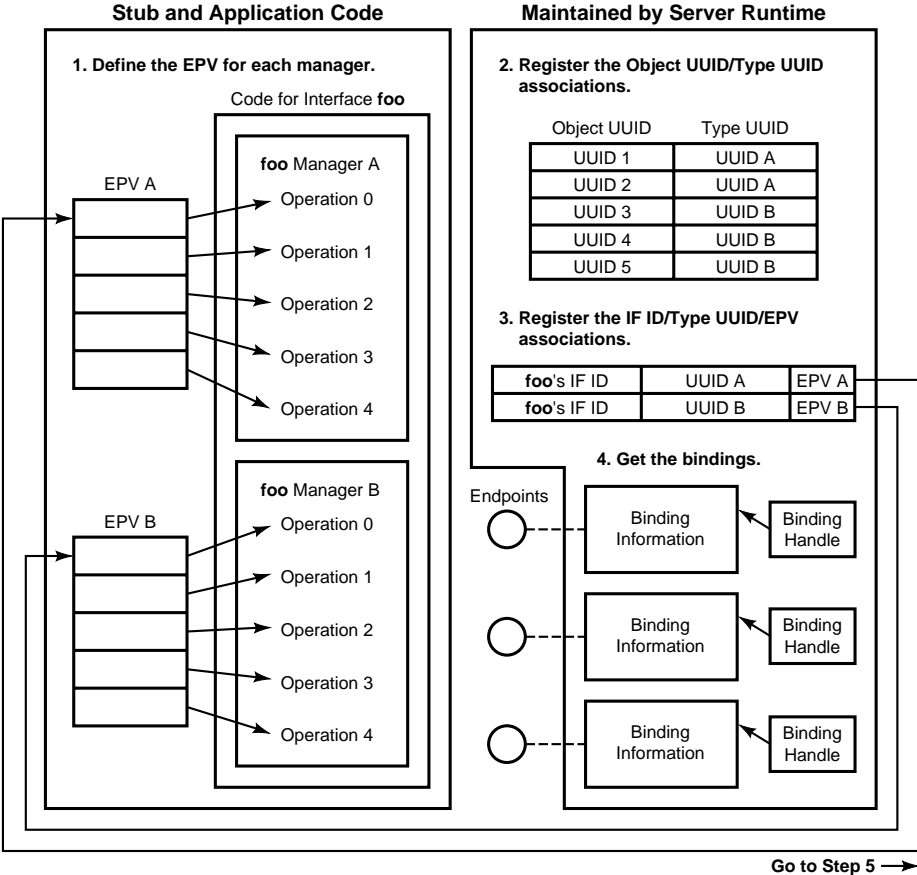 Stub and Application Code
1. Define the EPV for each manager.
Code for Interface foo
foo Manager A
EPV A
Operation 0
Operation 1
Operation 2
Operation 3
Operation 4
foo Manager B
EPV B
Operation 0
Operation 1
Operation 2
Operation 3
Operation 4
Maintained by Server Runtime
2. Register the Object UUID/Type UUID
associations.
Object UUID Type UUID
UUID 1 UUID A
UUID 2 UUID A
UUID 3 UUID B
UUID 4 UUID B
UUID 5 UUID B
3. Register the IF ID/Type UUID/EPV
associations.
foo's IF ID UUID A EPV A
foo's IF ID UUID B EPV B
4. Get the bindings.
Endpoints
Binding
Information
Binding
Handle
Binding
Information
Binding
Handle
Binding
Information
Binding
Handle
Go to Step 5